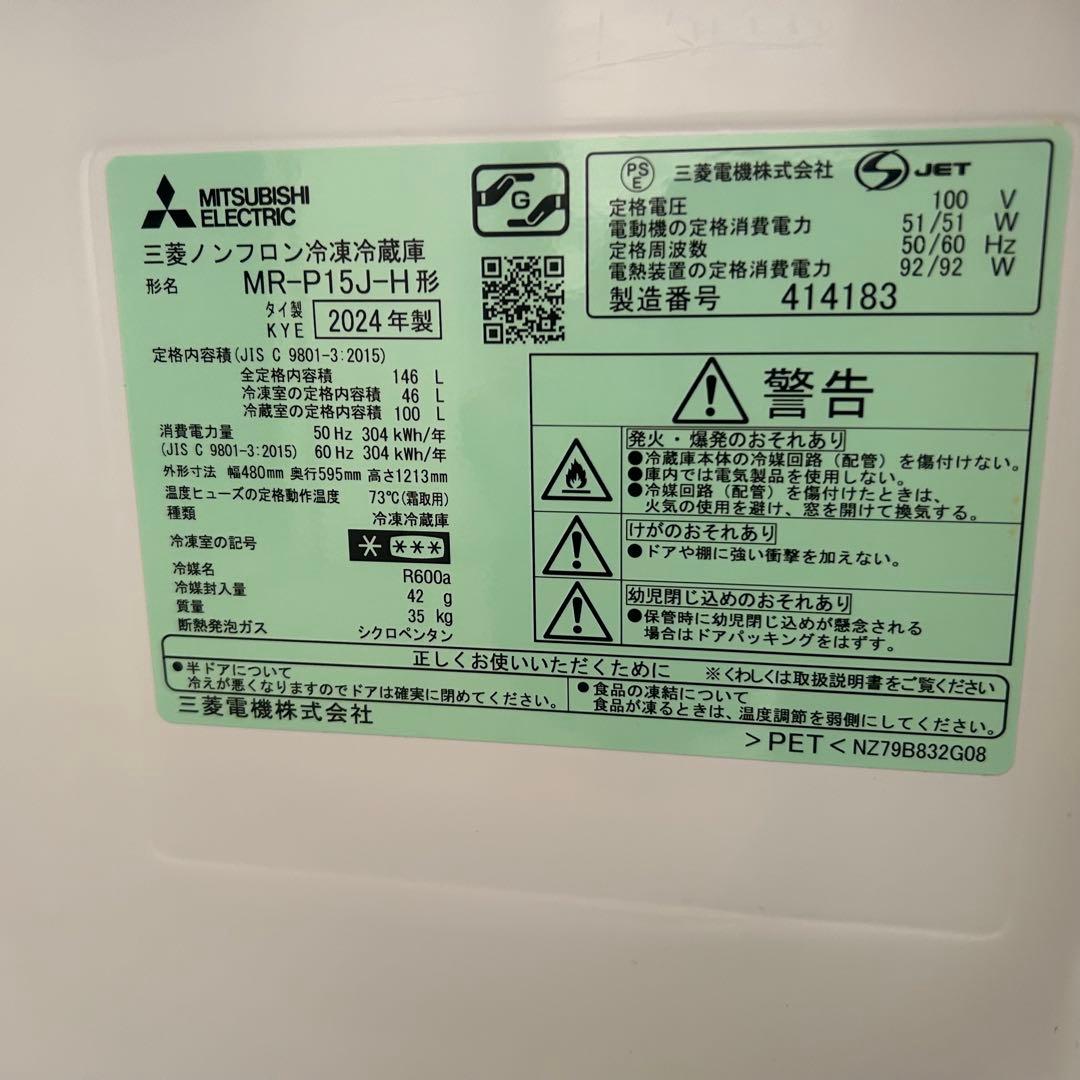 MITSUBISHI
ELECTRIC
三菱ノンフロン冷凍冷蔵庫
形名 MR-P15J-H形
タイ製
KYE 2024年製
定格内容積(JIS C 9801-3:2015)
全定格内容積 146 L
冷凍室の定格内容積 46 L
冷蔵室の定格内容積 100 L
消費電力量 50Hz 304 kWh/年
(JIS C 9801-3:2015) 60Hz 304 kWh/年
外形寸法 幅480mm 奥行595mm 高さ1213mm
温度ヒューズの定格動作温度 73℃(霜取用)
種類 冷凍冷蔵庫
冷凍室の記号 * ***
冷媒名 R600a
冷媒封入量 42 g
質量 35 kg
断熱発泡ガス シクロペンタン
G
PS
E
三菱電機株式会社 JET
定格電圧 100 V
電動機の定格消費電力 51/51 W
定格周波数 50/60 Hz
電熱装置の定格消費電力 92/92 W
製造番号 414183
警告
発火・爆発のおそれあり
●冷蔵庫本体の冷媒回路(配管)を傷付けない。
●庫内では電気製品を使用しない。
●冷媒回路(配管)を傷付けたときは、
火気の使用を避け、窓を開けて換気する。
けがのおそれあり
●ドアや棚に強い衝撃を加えない。
幼児閉じ込めのおそれあり
●保管時に幼児閉じ込めが懸念される
場合はドアパッキングをはずす。
正しくお使いいただくために ※くわしくは取扱説明書をご覧ください
●半ドアについて
冷えが悪くなりますのでドアは確実に閉めてください。
●食品の凍結について
食品が凍るときは、温度調節を弱側にしてください。
三菱電機株式会社
>PET< NZ79B832G08